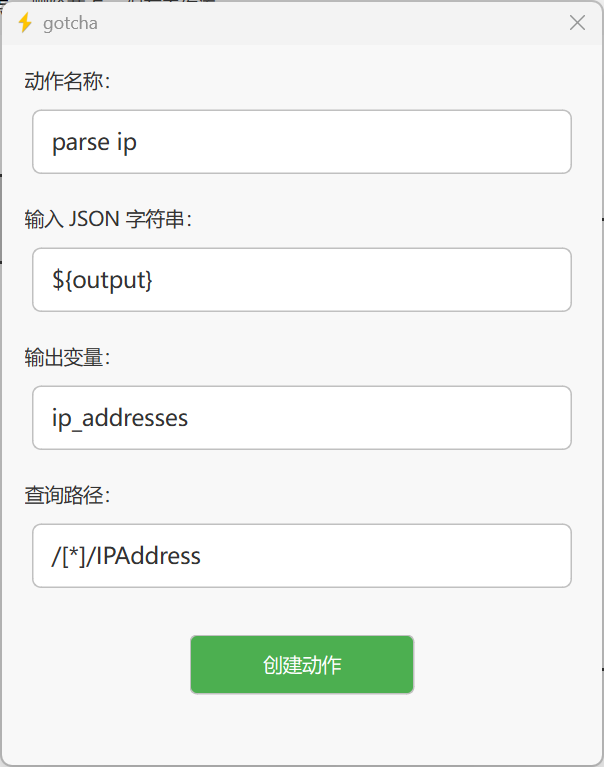 gotcha
动作名称：
parse ip
输入 JSON 字符串：
${output}
输出变量：
ip_addresses
查询路径：
/[*]/IPAddress
创建动作